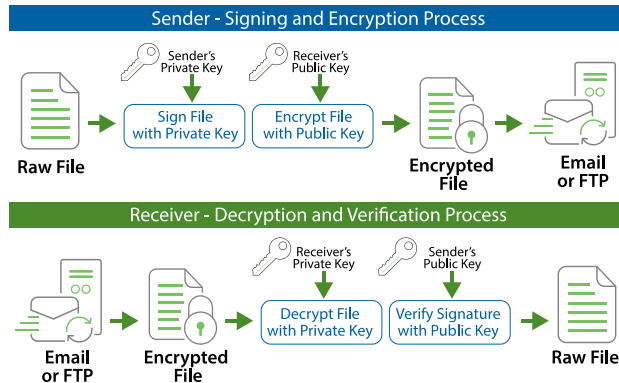 Sender - Signing and Encryption Process
Sender's
Private Key
Receiver's
Public Key
Sign File
with Private Key
Encrypt File
with Public Key
Raw File
Encrypted
File
Email
or FTP
Receiver - Decryption and Verification Process
Receiver's
Private Key
Sender's
Public Key
Decrypt File
with Private Key
Verify Signature
with Public Key
Email
or FTP
Encrypted
File
Raw File